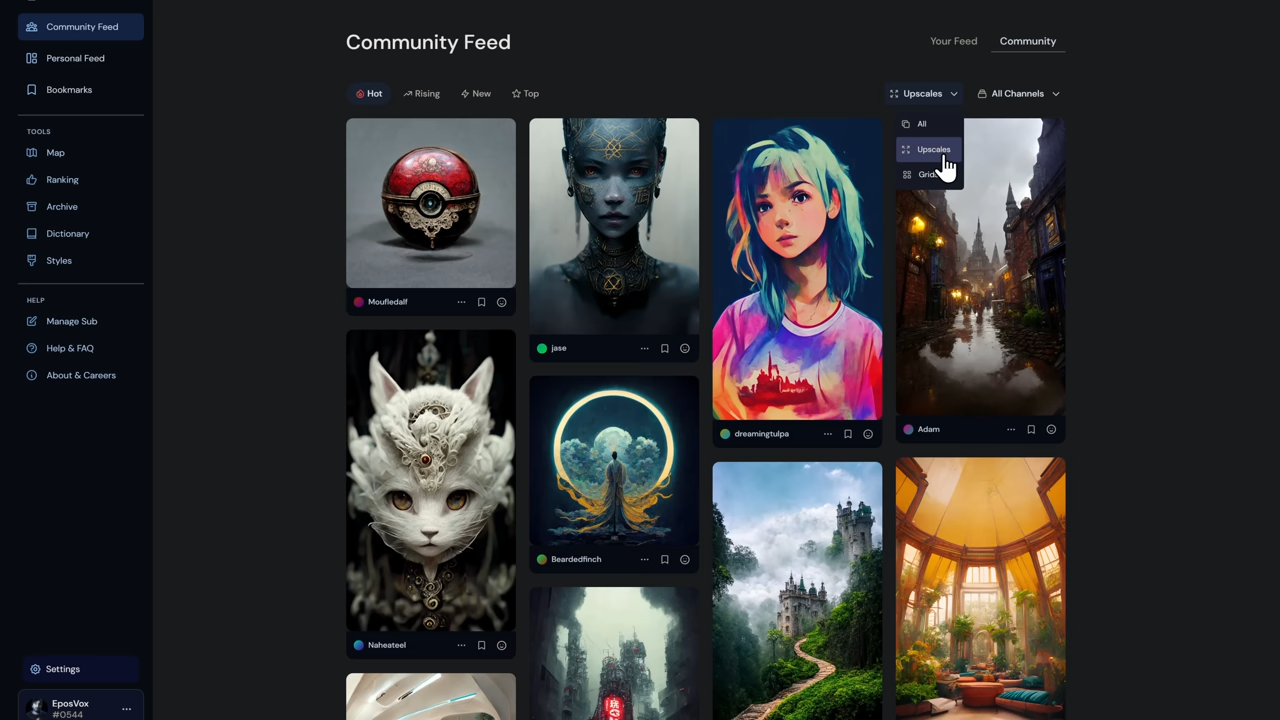 Community Feed
Personal Feed
Bookmarks
TOOLS
Map
Ranking
Archive
Dictionary
Styles
HELP
Manage Sub
Help & FAQ
About & Careers
Settings
EposVox
#0544
Community Feed
Your Feed
Community
Hot
Rising
New
Top
Upscales
All Channels
All
Upscales
Moufledalf
jase
dreamingtulpa
Adam
Naheateel
Beardedfinch